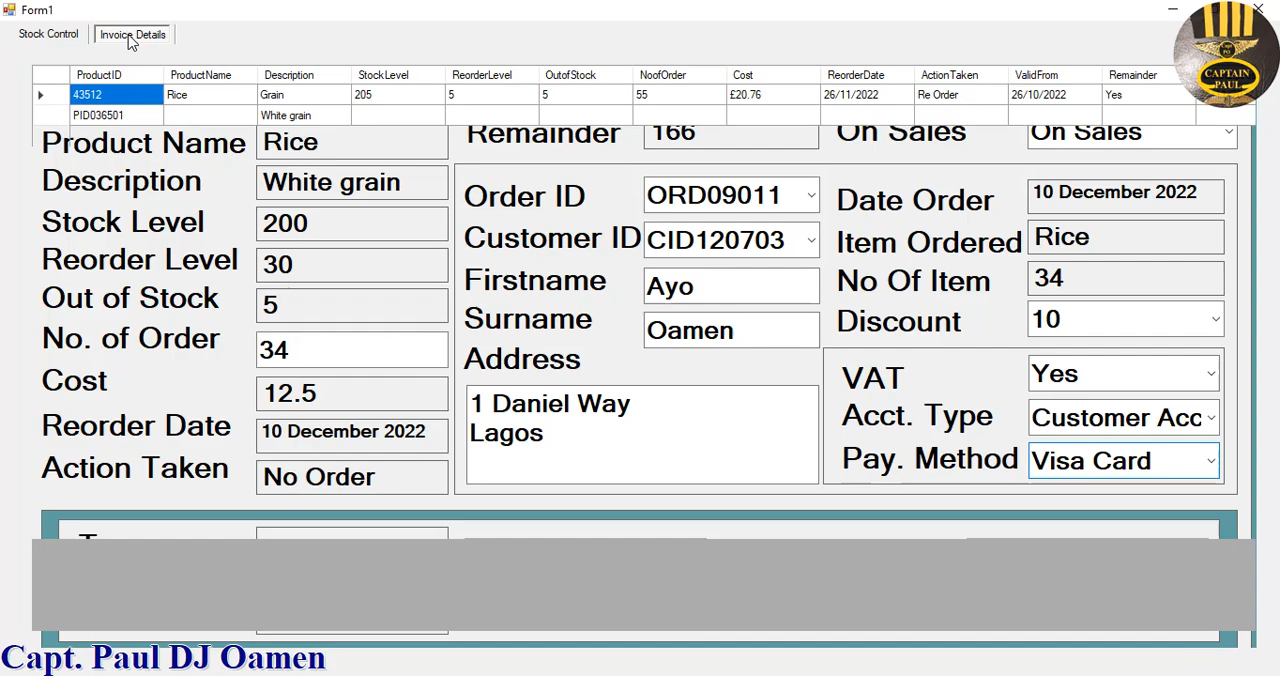 Form1
Stock Control Invoice Details
CAPTAIN
PAUL
ProductID ProductName Description StockLevel ReorderLevel OutofStock NoofOrder Cost ReorderDate ActionTaken ValidFrom Remainder
43512 Rice Grain 205 5 5 55 £20.76 26/11/2022 Re Order 26/10/2022 Yes
PID036501 White grain
Product Name Rice
Remainder 166 On Sales On Sales
Description White grain
Stock Level 200
Reorder Level 30
Out of Stock 5
No. of Order 34
Cost 12.5
Reorder Date 10 December 2022
Action Taken No Order
Order ID ORD09011
Customer ID CID120703
Firstname Ayo
Surname Oamen
Address
1 Daniel Way
Lagos
Date Order 10 December 2022
Item Ordered Rice
No Of Item 34
Discount 10
VAT Yes
Acct. Type Customer Acc
Pay. Method Visa Card
Capt. Paul DJ Oamen